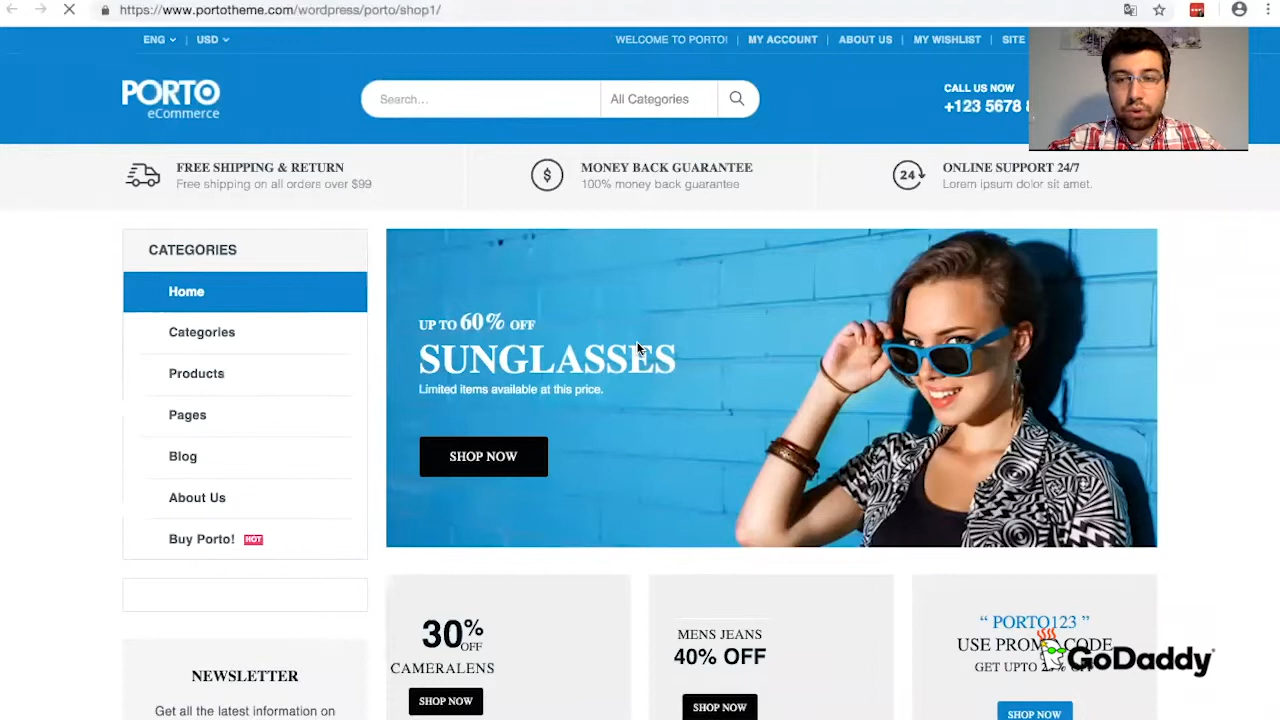 https://www.portotheme.com/wordpress/porto/shop1/
ENG USD WELCOME TO PORTO! MY ACCOUNT ABOUT US MY WISHLIST SITE
PORTO
eCommerce
Search... All Categories
CALL US NOW
+123 5678
FREE SHIPPING & RETURN
Free shipping on all orders over $99
$
MONEY BACK GUARANTEE
100% money back guarantee
24
ONLINE SUPPORT 24/7
Lorem ipsum dolor sit amet.
CATEGORIES
Home
Categories
Products
Pages
Blog
About Us
Buy Porto! HOT
UP TO 60% OFF
SUNGLASSES
Limited items available at this price.
SHOP NOW
NEWSLETTER
Get all the latest information on
30% OFF
CAMERALENS
SHOP NOW
MENS JEANS
40% OFF
SHOP NOW
“ PORTO123 ”
USE PROMO CODE
GET UPTO
SHOP NOW
GoDaddy